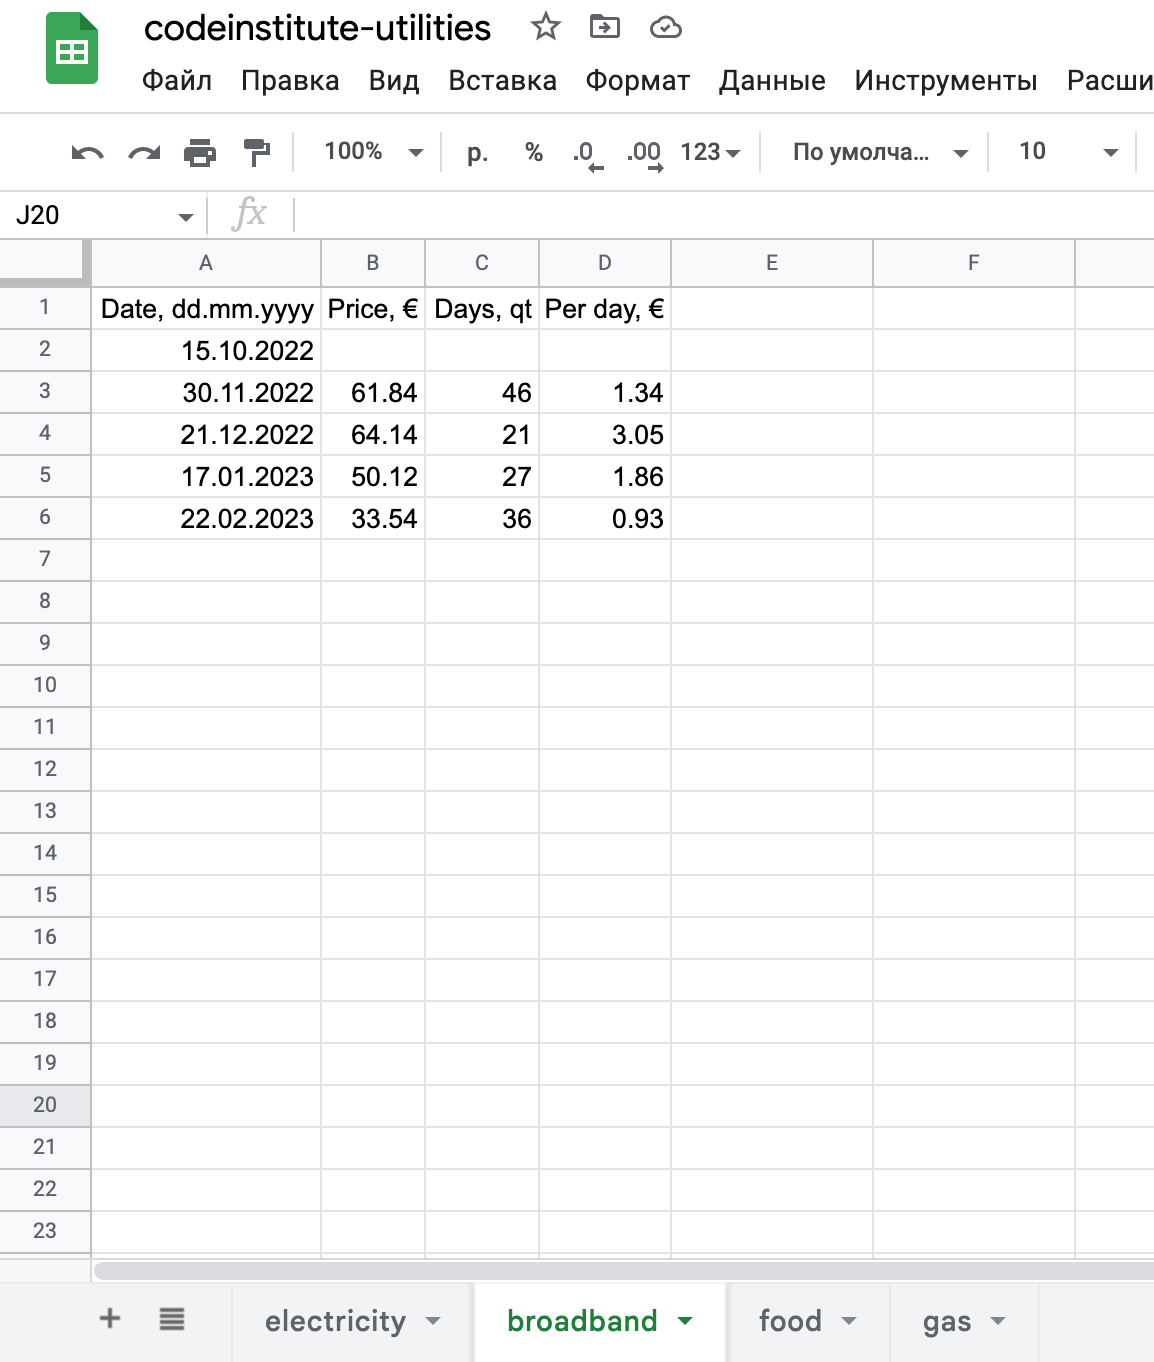 codeinstitute-utilities
Файл Правка Вид Вставка Формат Данные Инструменты Расши
100% р. % .0 .00 123 По умолча... 10
J20 fx
A B C D E F
1 Date, dd.mm.yyyy Price, € Days, qt Per day, €
2 15.10.2022
3 30.11.2022 61.84 46 1.34
4 21.12.2022 64.14 21 3.05
5 17.01.2023 50.12 27 1.86
6 22.02.2023 33.54 36 0.93
7
8
9
10
11
12
13
14
15
16
17
18
19
20
21
22
23
electricity broadband food gas